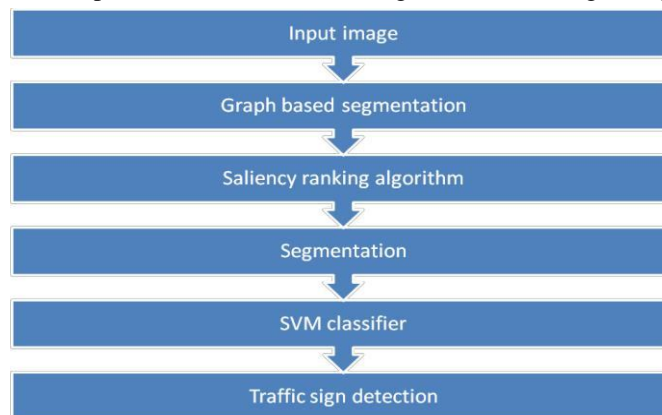 Input image
Graph based segmentation
Saliency ranking algorithm
Segmentation
SVM classifier
Traffic sign detection